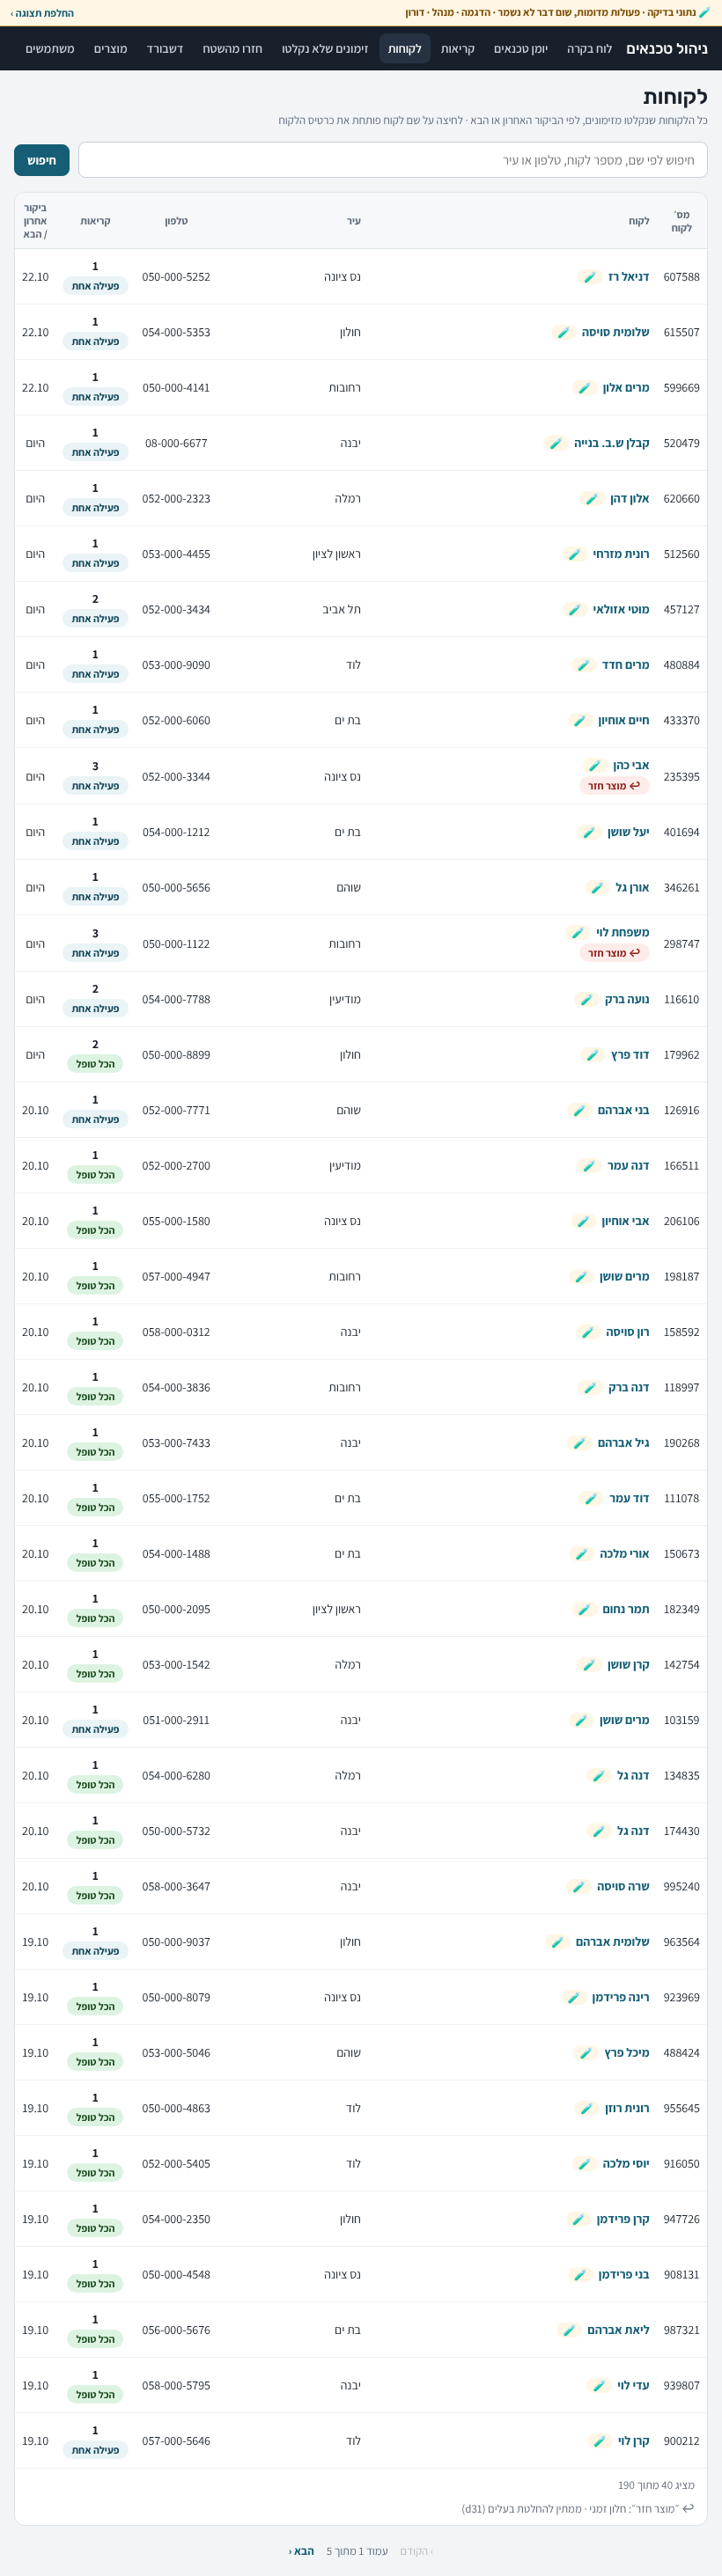 🧪 נתוני בדיקה · פעולות מדומות, שום דבר לא נשמר · הדגמה · מנהל · דורון
החלפת תצוגה ›
ניהול טכנאים לוח בקרה יומן טכנאים קריאות לקוחות זימונים שלא נקלטו חזרו מהשטח דשבורד מוצרים משתמשים
לקוחות
כל הלקוחות שנקלטו מזימונים, לפי הביקור האחרון או הבא · לחיצה על שם לקוח פותחת את כרטיס הלקוח
חיפוש לפי שם, מספר לקוח, טלפון או עיר חיפוש
מס׳ לקוח לקוח עיר טלפון קריאות ביקור אחרון / הבא
607588 דניאל רז 🧪 נס ציונה 050-000-5252 1 פעילה אחת 22.10
615507 שלומית סויסה 🧪 חולון 054-000-5353 1 פעילה אחת 22.10
599669 מרים אלון 🧪 רחובות 050-000-4141 1 פעילה אחת 22.10
520479 קבלן ש.ב. בנייה 🧪 יבנה 08-000-6677 1 פעילה אחת היום
620660 אלון דהן 🧪 רמלה 052-000-2323 1 פעילה אחת היום
512560 רונית מזרחי 🧪 ראשון לציון 053-000-4455 1 פעילה אחת היום
457127 מוטי אזולאי 🧪 תל אביב 052-000-3434 2 פעילה אחת היום
480884 מרים חדד 🧪 לוד 053-000-9090 1 פעילה אחת היום
433370 חיים אוחיון 🧪 בת ים 052-000-6060 1 פעילה אחת היום
235395 אבי כהן 🧪 ↩ מוצר חזר נס ציונה 052-000-3344 3 פעילה אחת היום
401694 יעל ששון 🧪 בת ים 054-000-1212 1 פעילה אחת היום
346261 אורן גל 🧪 שוהם 050-000-5656 1 פעילה אחת היום
298747 משפחת לוי 🧪 ↩ מוצר חזר רחובות 050-000-1122 3 פעילה אחת היום
116610 נועה ברק 🧪 מודיעין 054-000-7788 2 פעילה אחת היום
179962 דוד פרץ 🧪 חולון 050-000-8899 2 הכל טופל היום
126916 בני אברהם 🧪 שוהם 052-000-7771 1 פעילה אחת 20.10
166511 דנה עמר 🧪 מודיעין 052-000-2700 1 הכל טופל 20.10
206106 אבי אוחיון 🧪 נס ציונה 055-000-1580 1 הכל טופל 20.10
198187 מרים ששון 🧪 רחובות 057-000-4947 1 הכל טופל 20.10
158592 רון סויסה 🧪 יבנה 058-000-0312 1 הכל טופל 20.10
118997 דנה ברק 🧪 רחובות 054-000-3836 1 הכל טופל 20.10
190268 גיל אברהם 🧪 יבנה 053-000-7433 1 הכל טופל 20.10
111078 דוד עמר 🧪 בת ים 055-000-1752 1 הכל טופל 20.10
150673 אורי מלכה 🧪 בת ים 054-000-1488 1 הכל טופל 20.10
182349 תמר נחום 🧪 ראשון לציון 050-000-2095 1 הכל טופל 20.10
142754 קרן ששון 🧪 רמלה 053-000-1542 1 הכל טופל 20.10
103159 מרים ששון 🧪 יבנה 051-000-2911 1 פעילה אחת 20.10
134835 דנה גל 🧪 רמלה 054-000-6280 1 הכל טופל 20.10
174430 דנה גל 🧪 יבנה 050-000-5732 1 הכל טופל 20.10
995240 שרה סויסה 🧪 יבנה 058-000-3647 1 הכל טופל 20.10
963564 שלומית אברהם 🧪 חולון 050-000-9037 1 פעילה אחת 19.10
923969 רינה פרידמן 🧪 נס ציונה 050-000-8079 1 הכל טופל 19.10
488424 מיכל פרץ 🧪 שוהם 053-000-5046 1 הכל טופל 19.10
955645 רונית רוזן 🧪 לוד 050-000-4863 1 הכל טופל 19.10
916050 יוסי מלכה 🧪 לוד 052-000-5405 1 הכל טופל 19.10
947726 קרן פרידמן 🧪 חולון 054-000-2350 1 הכל טופל 19.10
908131 בני פרידמן 🧪 נס ציונה 050-000-4548 1 הכל טופל 19.10
987321 ליאת אברהם 🧪 בת ים 056-000-5676 1 הכל טופל 19.10
939807 עדי לוי 🧪 יבנה 058-000-5795 1 הכל טופל 19.10
900212 קרן לוי 🧪 לוד 057-000-5646 1 פעילה אחת 19.10
מציג 40 מתוך 190
↩ ״מוצר חזר״: חלון זמני · ממתין להחלטת בעלים (d31)
‹ הקודם עמוד 1 מתוך 5 הבא ›